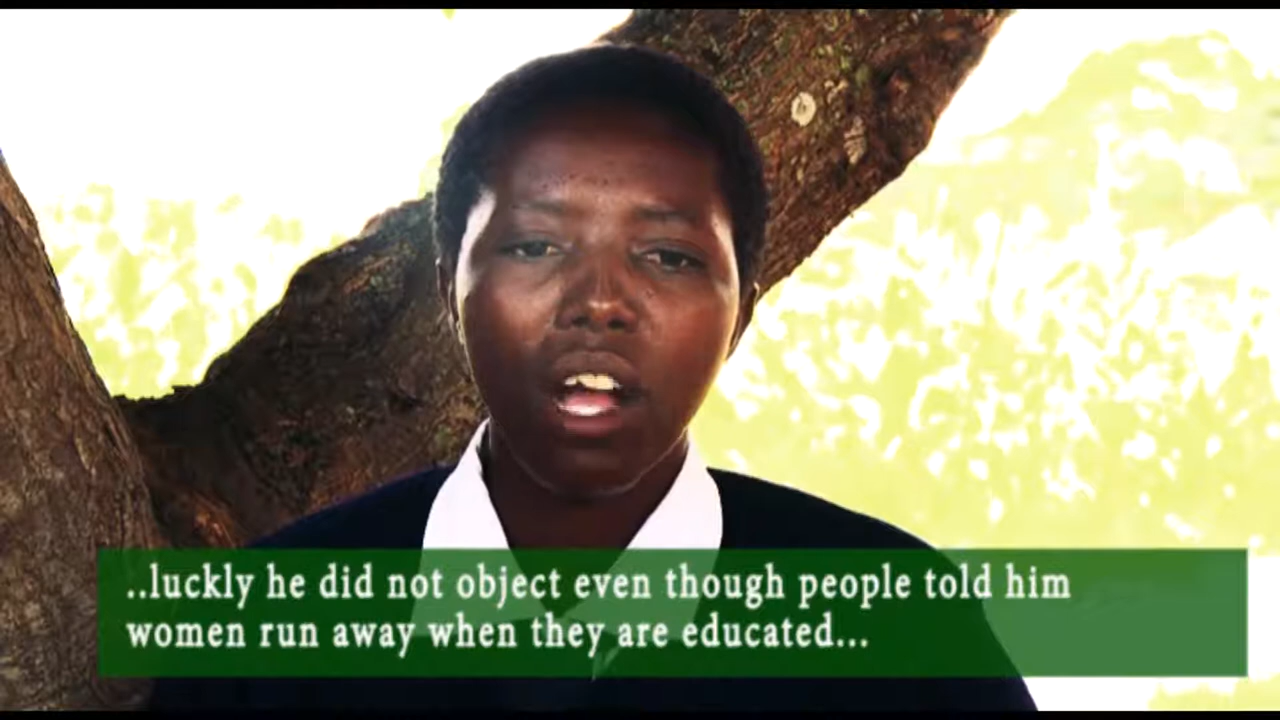 ..luckly he did not object even though people told him
women run away when they are educated...